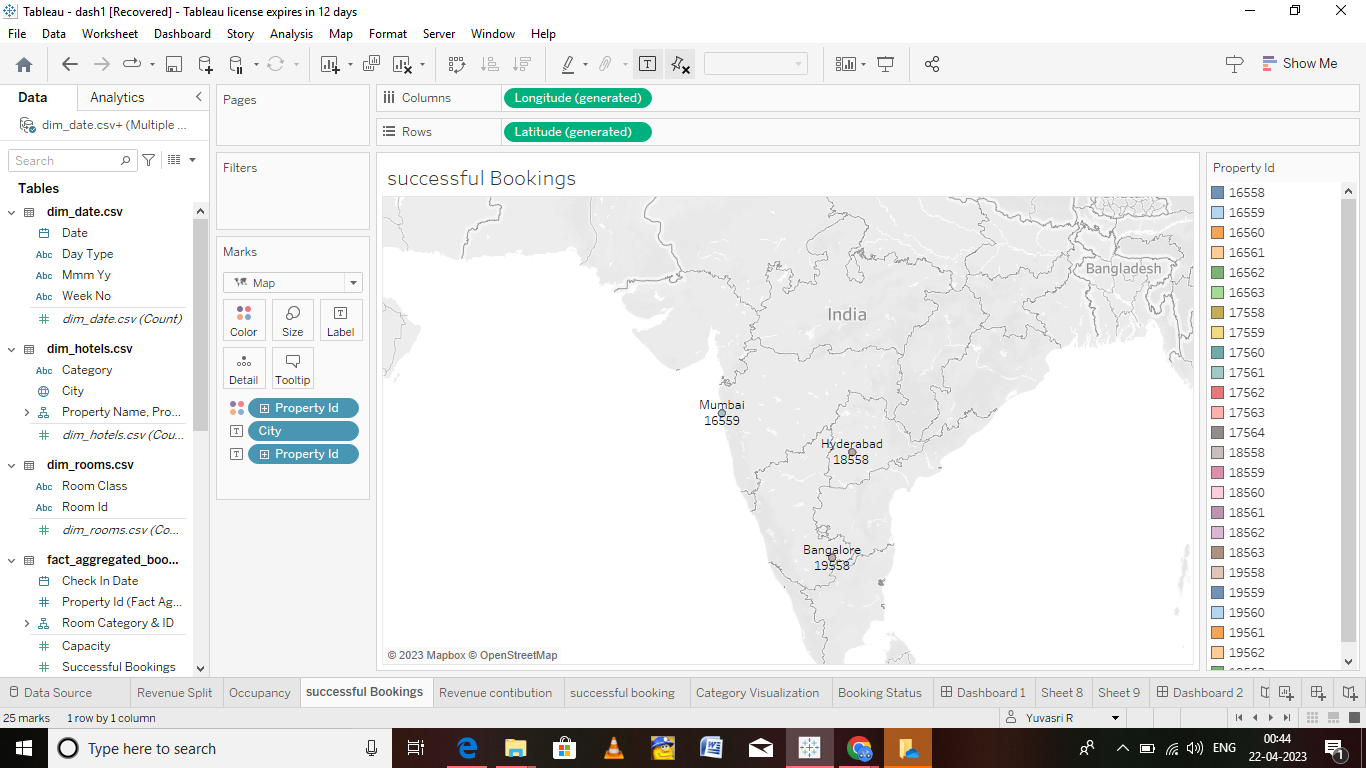 Tableau - dash1 [Recovered] - Tableau license expires in 12 days
File Data Worksheet Dashboard Story Analysis Map Format Server Window Help
Show Me
Data Analytics
dim_date.csv+ (Multiple ...
Search
Tables
dim_date.csv
Date
Abc Day Type
Abc Mmm Yy
Abc Week No
dim_date.csv (Count)
dim_hotels.csv
Abc Category
City
Property Name, Pro...
dim_hotels.csv (Cou...
dim_rooms.csv
Abc Room Class
Abc Room Id
dim_rooms.csv (Co...
fact_aggregated_boo...
Check In Date
Property Id (Fact Ag...
Room Category & ID
Capacity
Successful Bookings
Pages
Filters
Marks
Map
Color Size Label
Detail Tooltip
Property Id
City
Property Id
Columns Longitude (generated)
Rows Latitude (generated)
successful Bookings
Bangladesh
India
Mumbai
16559
Hyderabad
18558
Bangalore
19558
© 2023 Mapbox © OpenStreetMap
Property Id
16558
16559
16560
16561
16562
16563
17558
17559
17560
17561
17562
17563
17564
18558
18559
18560
18561
18562
18563
19558
19559
19560
19561
19562
Data Source Revenue Split Occupancy successful Bookings Revenue contibution successful booking Category Visualization Booking Status Dashboard 1 Sheet 8 Sheet 9 Dashboard 2
25 marks 1 row by 1 column Yuvasri R
Type here to search
ENG
00:44
22-04-2023
1